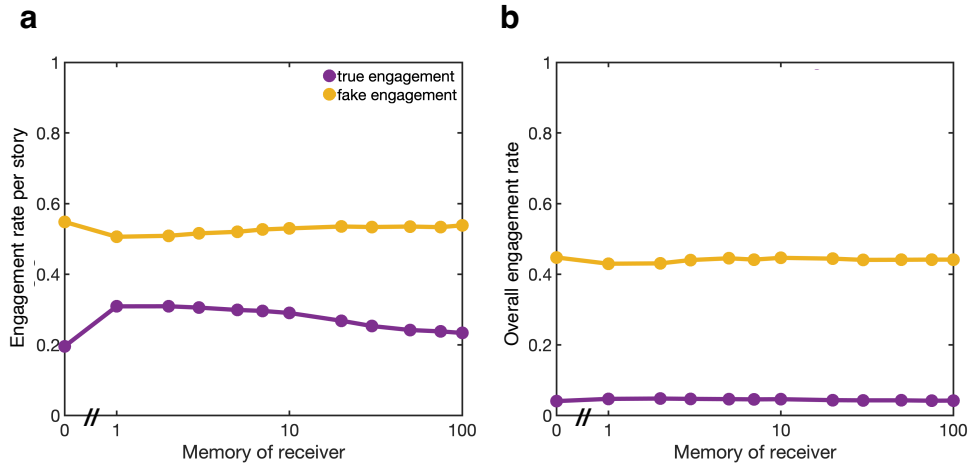 a
b
1
0.8
0.6
0.4
0.2
0
Engagement rate per story
true engagement
fake engagement
0
//
1
10
100
Memory of receiver
1
0.8
0.6
0.4
0.2
0
Overall engagement rate
0
//
1
10
100
Memory of receiver